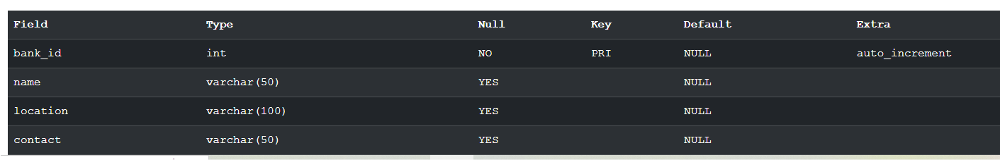 Field Type Null Key Default Extra
bank_id int NO PRI NULL auto_increment
name varchar(50) YES NULL
location varchar(100) YES NULL
contact varchar(50) YES NULL